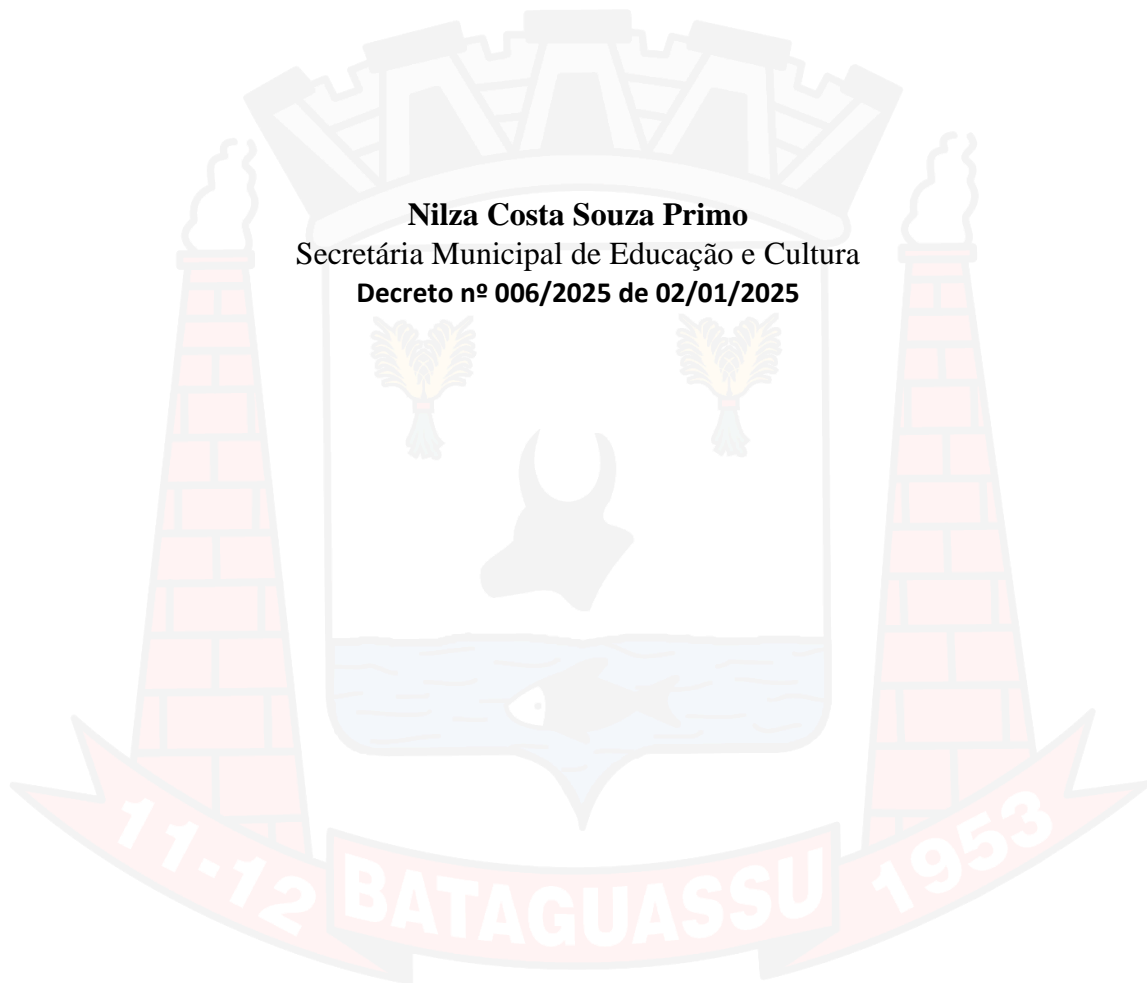 Nilza Costa Souza Primo
Secretária Municipal de Educação e Cultura
Decreto nº 006/2025 de 02/01/2025
11-12 BATAGUASSU 1953